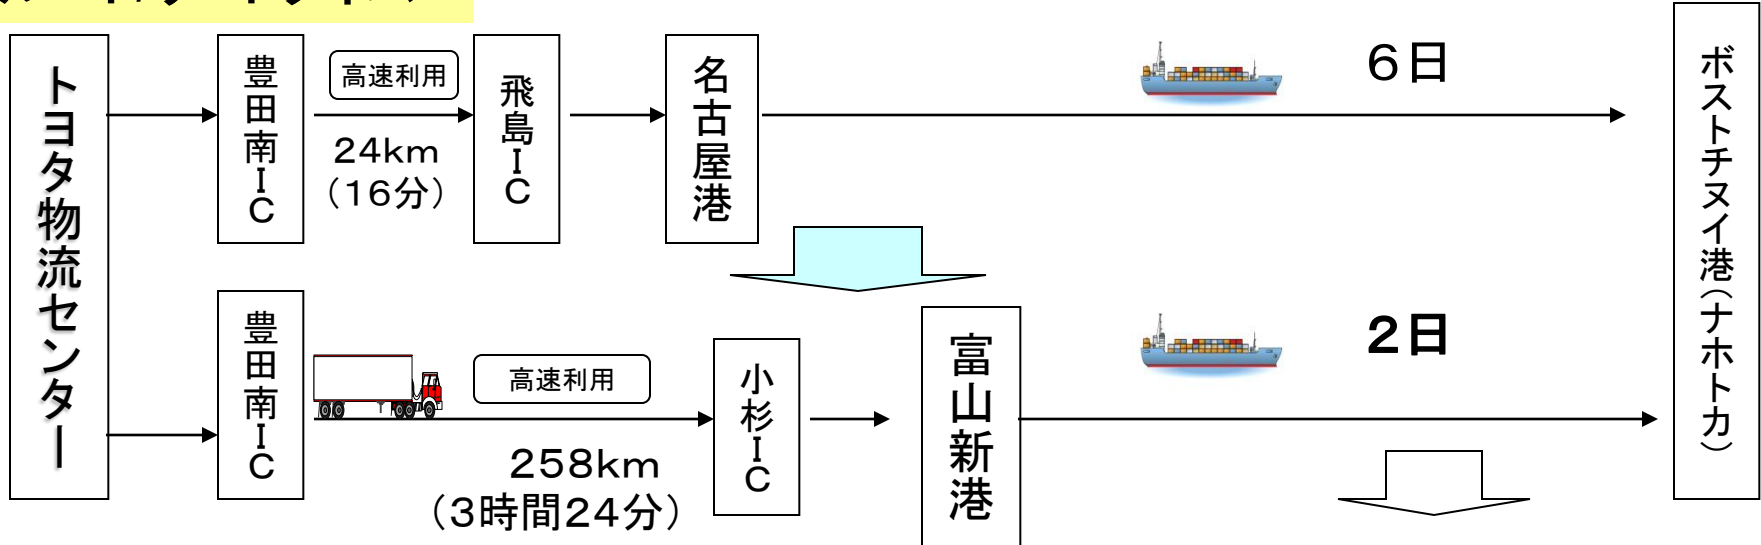 トヨタ物流センター
豊田南IC
高速利用
24km
（16分）
飛島IC
名古屋港
6日
ボストチヌイ港（ナホトカ）
豊田南IC
高速利用
258km
（3時間24分）
小杉IC
富山新港
2日